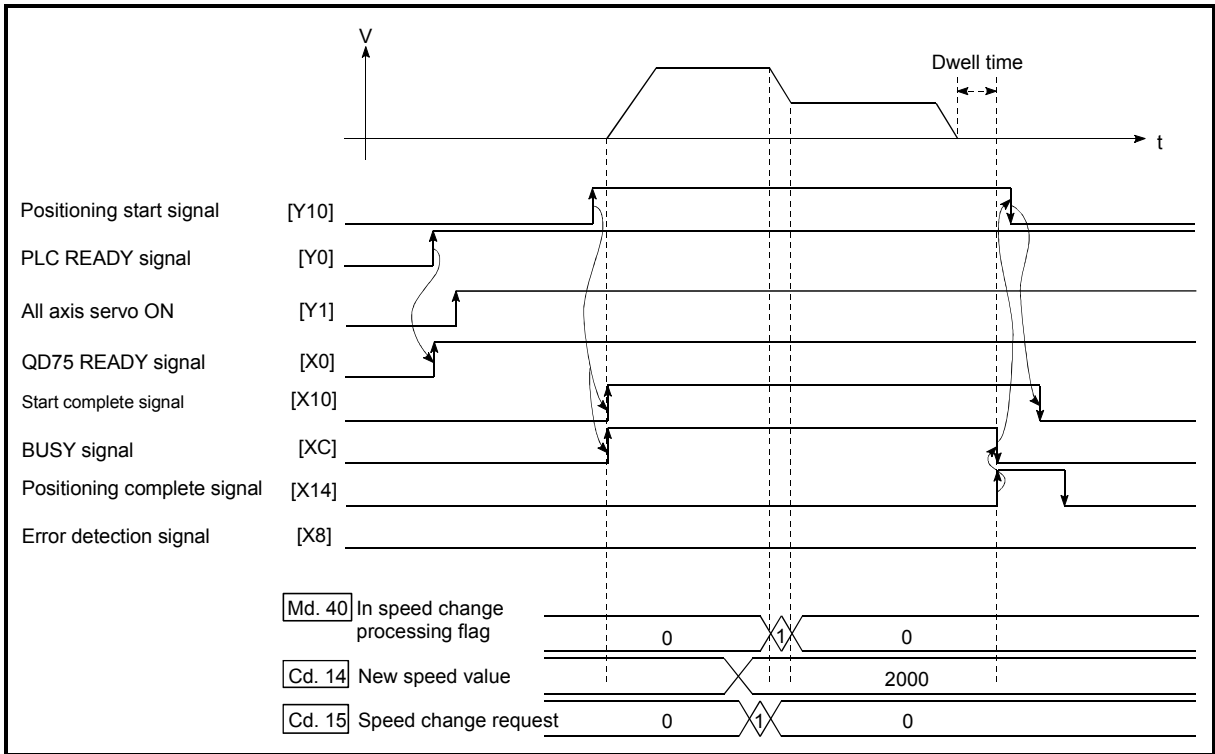 V
Dwell time
t
Positioning start signal [Y10]
PLC READY signal [Y0]
All axis servo ON [Y1]
QD75 READY signal [X0]
Start complete signal [X10]
BUSY signal [XC]
Positioning complete signal [X14]
Error detection signal [X8]
Md. 40 In speed change
processing flag
0 1 0
Cd. 14 New speed value 2000
Cd. 15 Speed change request 0 1 0